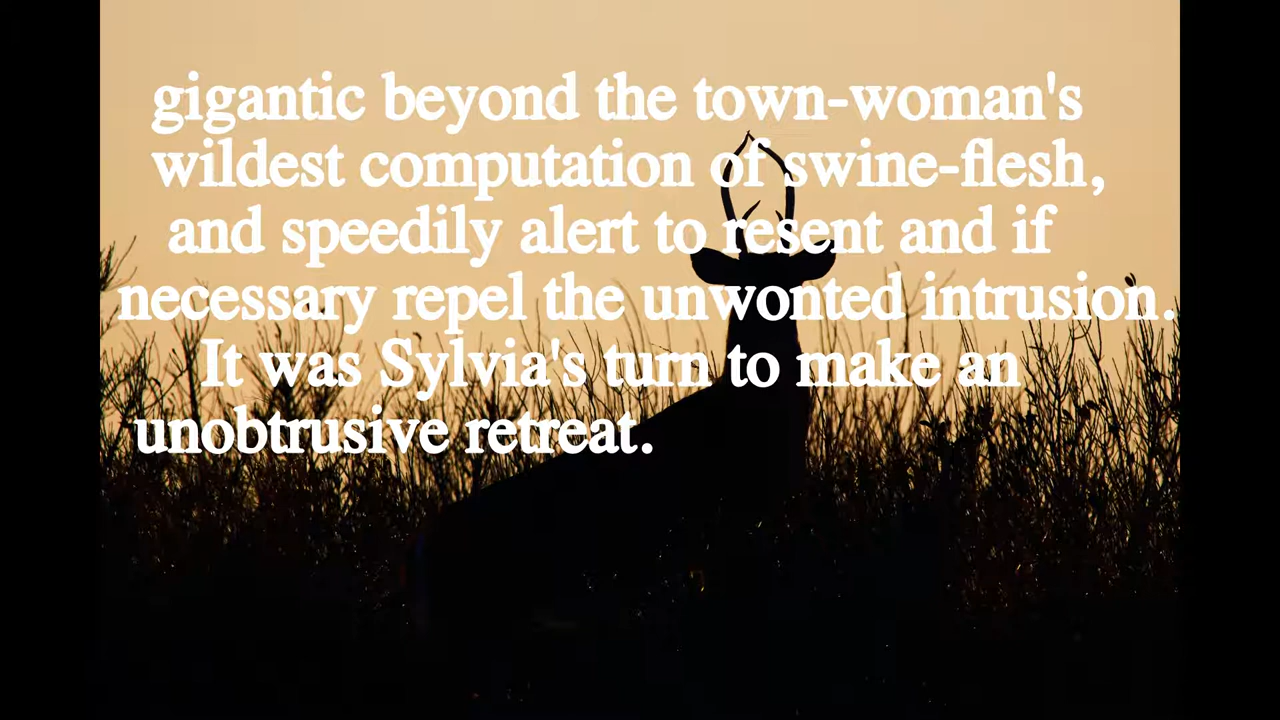 gigantic beyond the town-woman's
wildest computation of swine-flesh,
and speedily alert to resent and if
necessary repel the unwonted intrusion.
It was Sylvia's turn to make an
unobtrusive retreat.